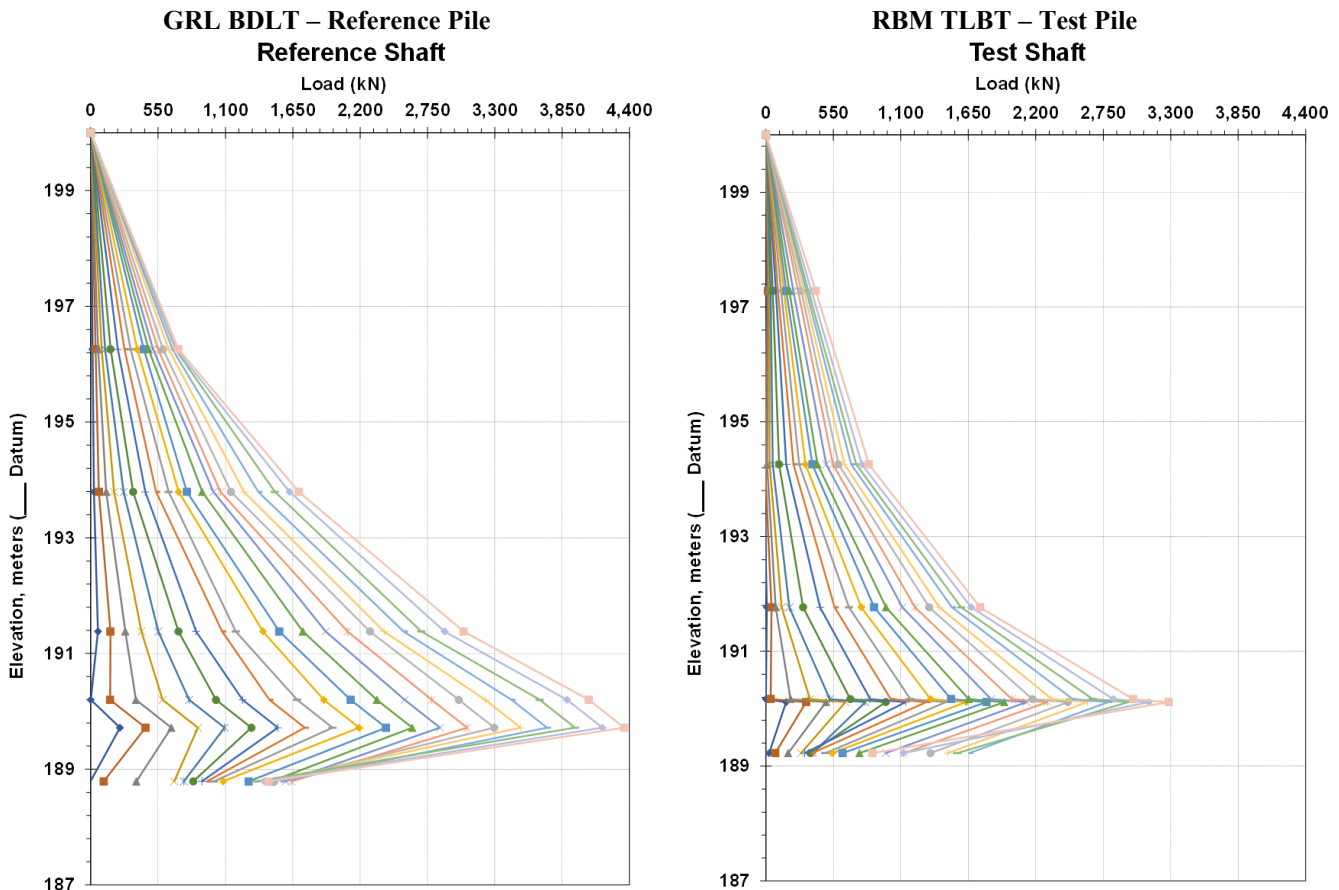 GRL BDLT – Reference Pile
Reference Shaft
Load (kN)
0 550 1,100 1,650 2,200 2,750 3,300 3,850 4,400
199
197
195
193
191
189
187
Elevation, meters (___ Datum)
RBM TLBT – Test Pile
Test Shaft
Load (kN)
0 550 1,100 1,650 2,200 2,750 3,300 3,850 4,400
199
197
195
193
191
189
187
Elevation, meters (___ Datum)